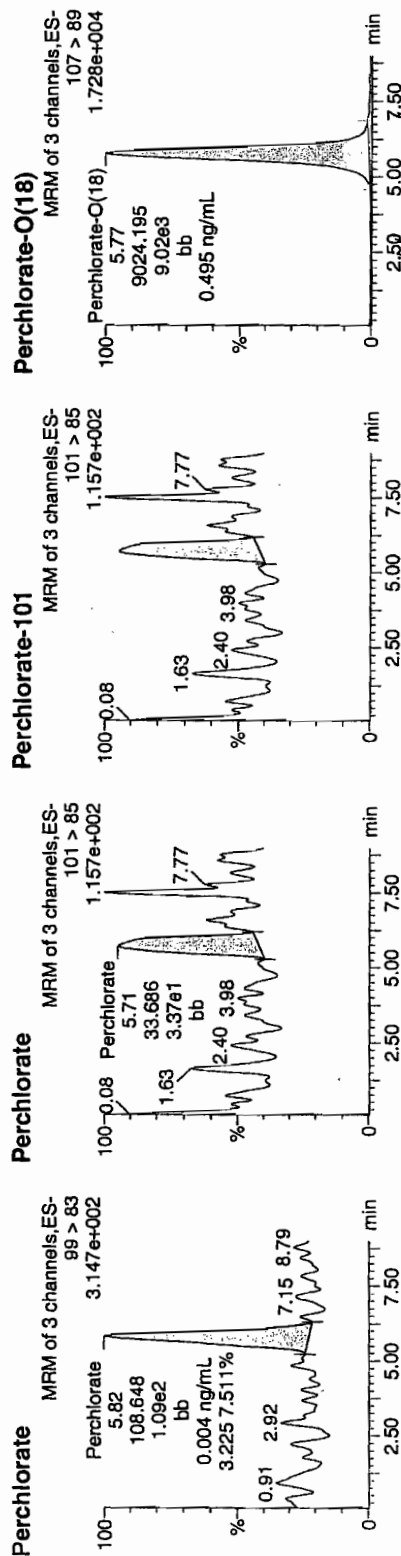 Perchlorate
MRM of 3 channels,ES-
99 > 83
3.147e+002
100
Perchlorate
5.82
108.648
1.09e2
bb
0.004 ng/mL
3.225 7.511%
%
0.91
2.92
7.15
8.79
0
2.50
5.00
7.50
min
Perchlorate
MRM of 3 channels,ES-
101 > 85
1.157e+002
100
0.08
Perchlorate
5.71
33.686
3.37e1
bb
%
1.63
2.40
3.98
7.77
0
2.50
5.00
7.50
min
Perchlorate-101
MRM of 3 channels,ES-
101 > 85
1.157e+002
100
0.08
%
1.63
2.40
3.98
7.77
0
2.50
5.00
7.50
min
Perchlorate-O(18)
MRM of 3 channels,ES-
107 > 89
1.728e+004
100
Perchlorate-O(18)
5.77
9024.195
9.02e3
bb
0.495 ng/mL
%
0
2.50
5.00
7.50
min